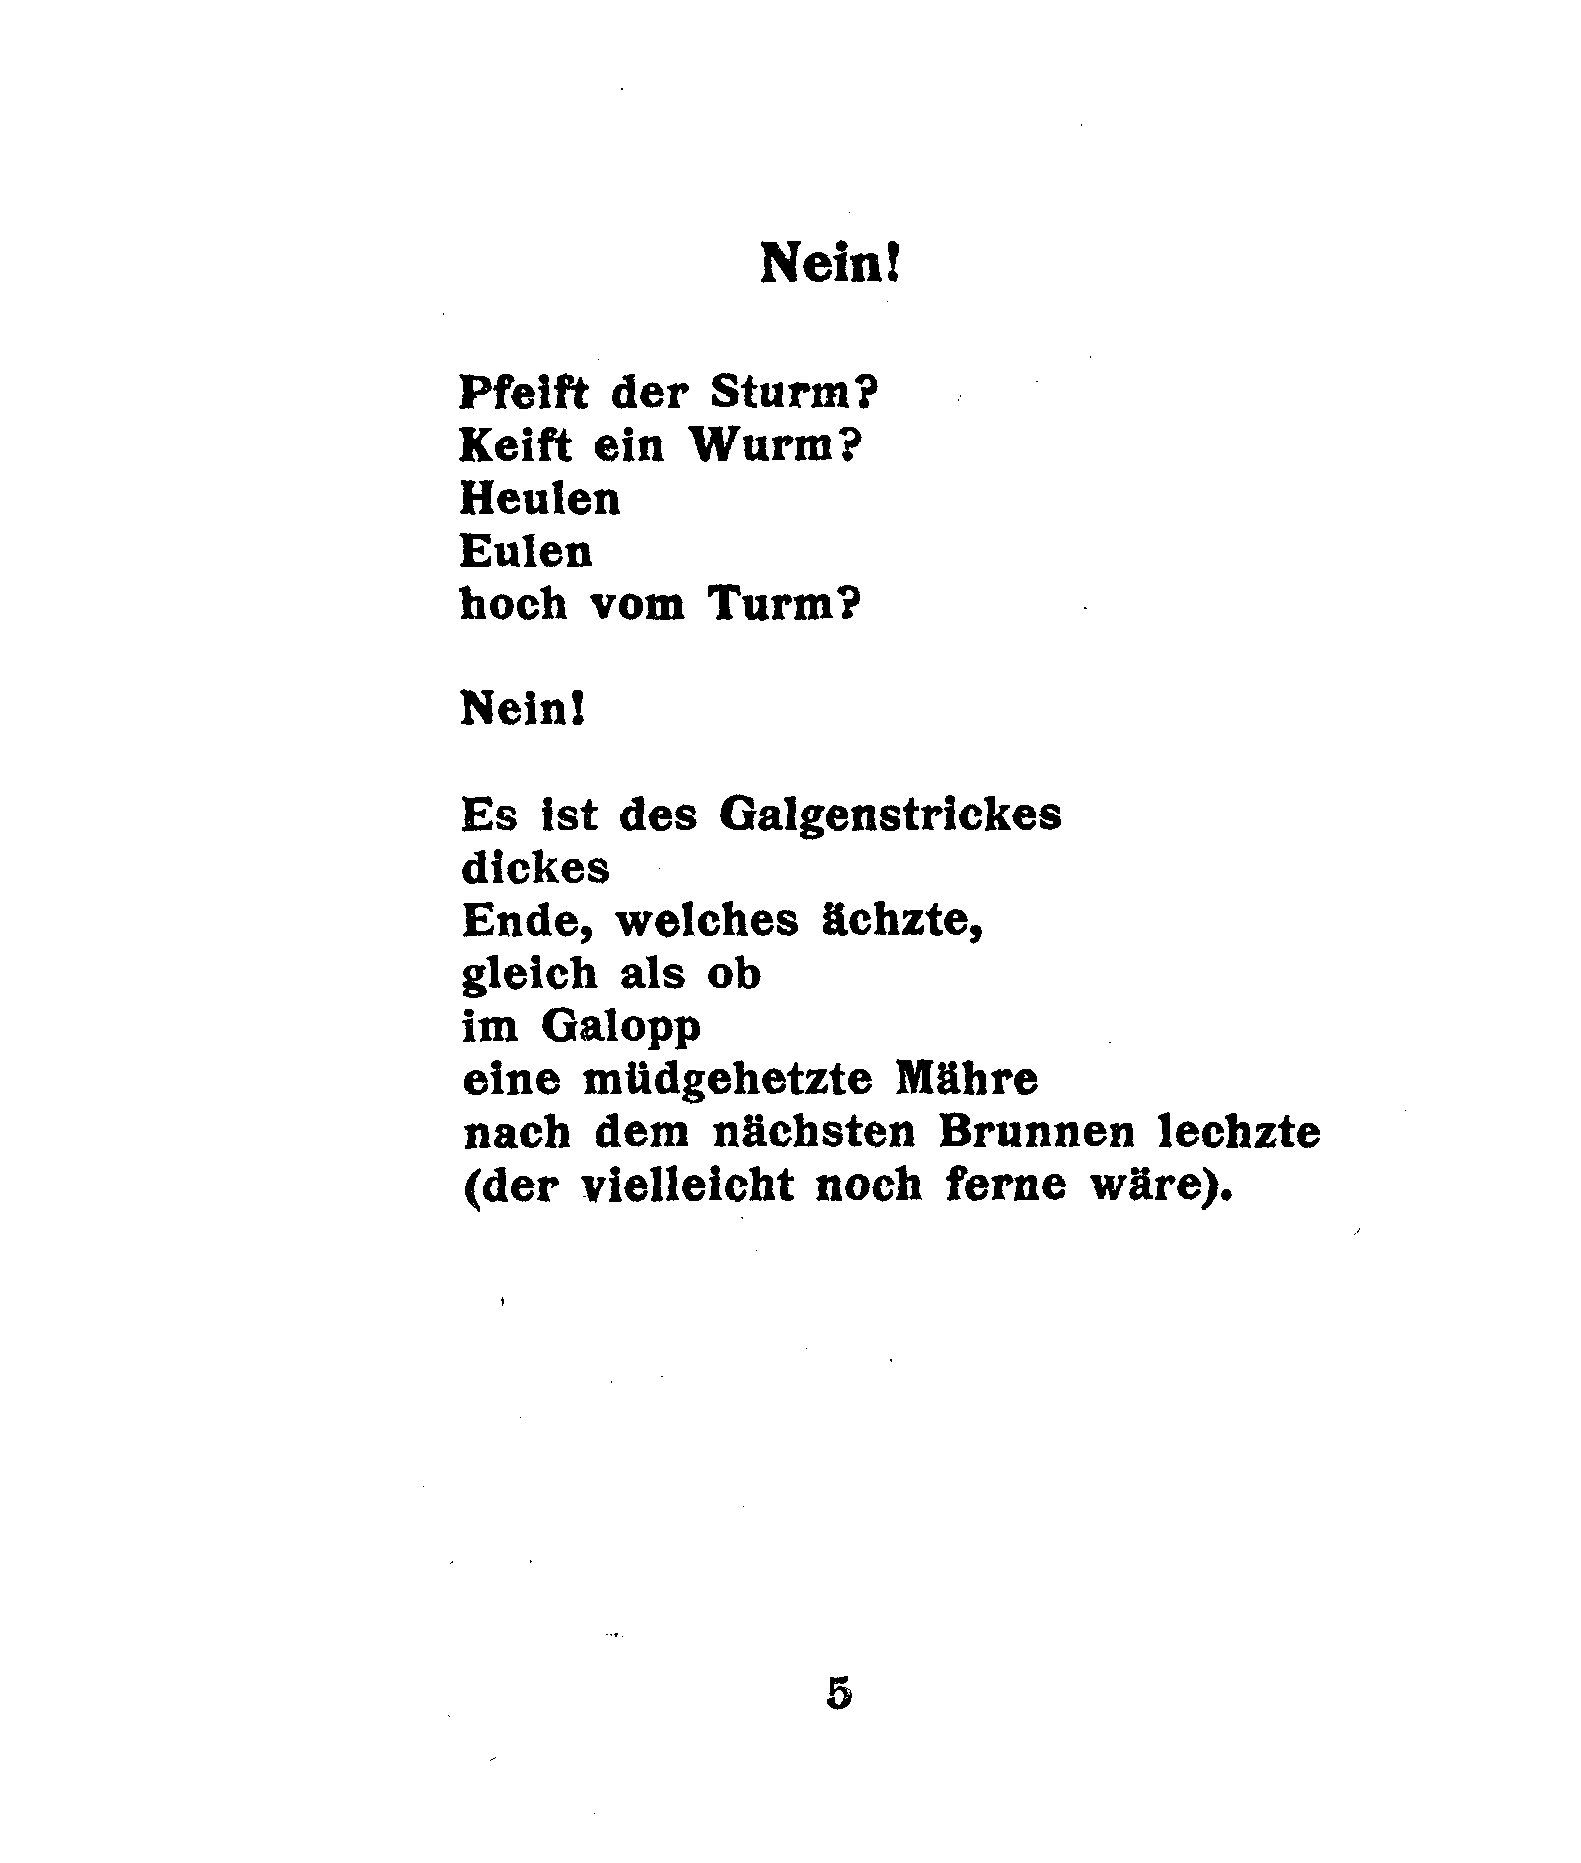 Nein!
Pfeift der Sturm?
Keift ein Wurm?
Heulen
Eulen
hoch vom Turm?
Nein!
Es ist des Galgenstrickes
dickes
Ende, welches ächzte,
gleich als ob
im Galopp
eine müdgehetzte Mähre
nach dem nächsten Brunnen lechzte
(der vielleicht noch ferne wäre).
5